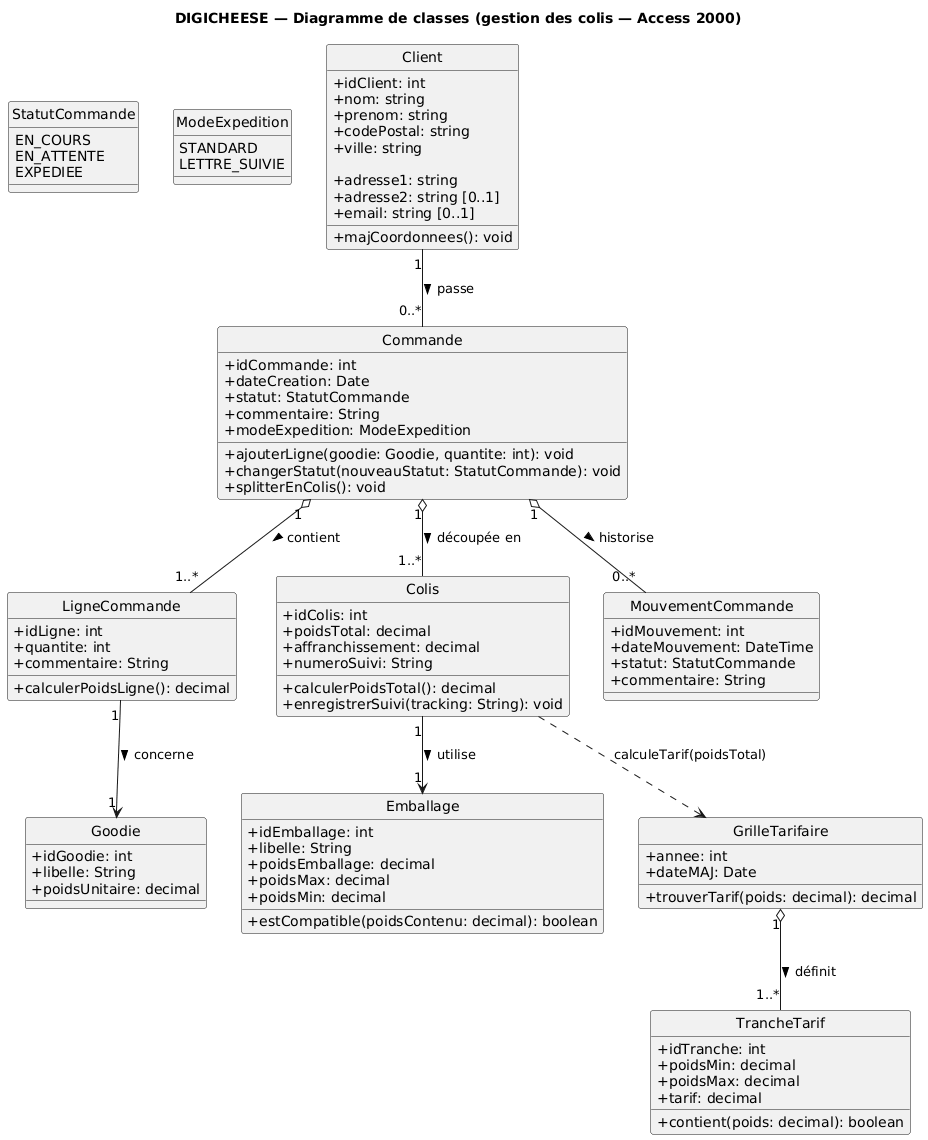 DIGICHEESE — Diagramme de classes (gestion des colis — Access 2000)
StatutCommande
EN_COURS
EN_ATTENTE
EXPEDIEE
ModeExpedition
STANDARD
LETTRE_SUIVIE
Client
+idClient: int
+nom: string
+prenom: string
+codePostal: string
+ville: string
+adresse1: string
+adresse2: string [0..1]
+email: string [0..1]
+majCoordonnees(): void
1
passe
0..*
Commande
+idCommande: int
+dateCreation: Date
+statut: StatutCommande
+commentaire: String
+modeExpedition: ModeExpedition
+ajouterLigne(goodie: Goodie, quantite: int): void
+changerStatut(nouveauStatut: StatutCommande): void
+splitterEnColis(): void
1
contient
1..*
1
découpée en
1..*
1
historise
0..*
LigneCommande
+idLigne: int
+quantite: int
+commentaire: String
+calculerPoidsLigne(): decimal
Colis
+idColis: int
+poidsTotal: decimal
+affranchissement: decimal
+numeroSuivi: String
+calculerPoidsTotal(): decimal
+enregistrerSuivi(tracking: String): void
MouvementCommande
+idMouvement: int
+dateMouvement: DateTime
+statut: StatutCommande
+commentaire: String
1
concerne
1
1
utilise
1
calculeTarif(poidsTotal)
Goodie
+idGoodie: int
+libelle: String
+poidsUnitaire: decimal
Emballage
+idEmballage: int
+libelle: String
+poidsEmballage: decimal
+poidsMax: decimal
+poidsMin: decimal
+estCompatible(poidsContenu: decimal): boolean
GrilleTarifaire
+annee: int
+dateMAJ: Date
+trouverTarif(poids: decimal): decimal
1
définit
1..*
TrancheTarif
+idTranche: int
+poidsMin: decimal
+poidsMax: decimal
+tarif: decimal
+contient(poids: decimal): boolean